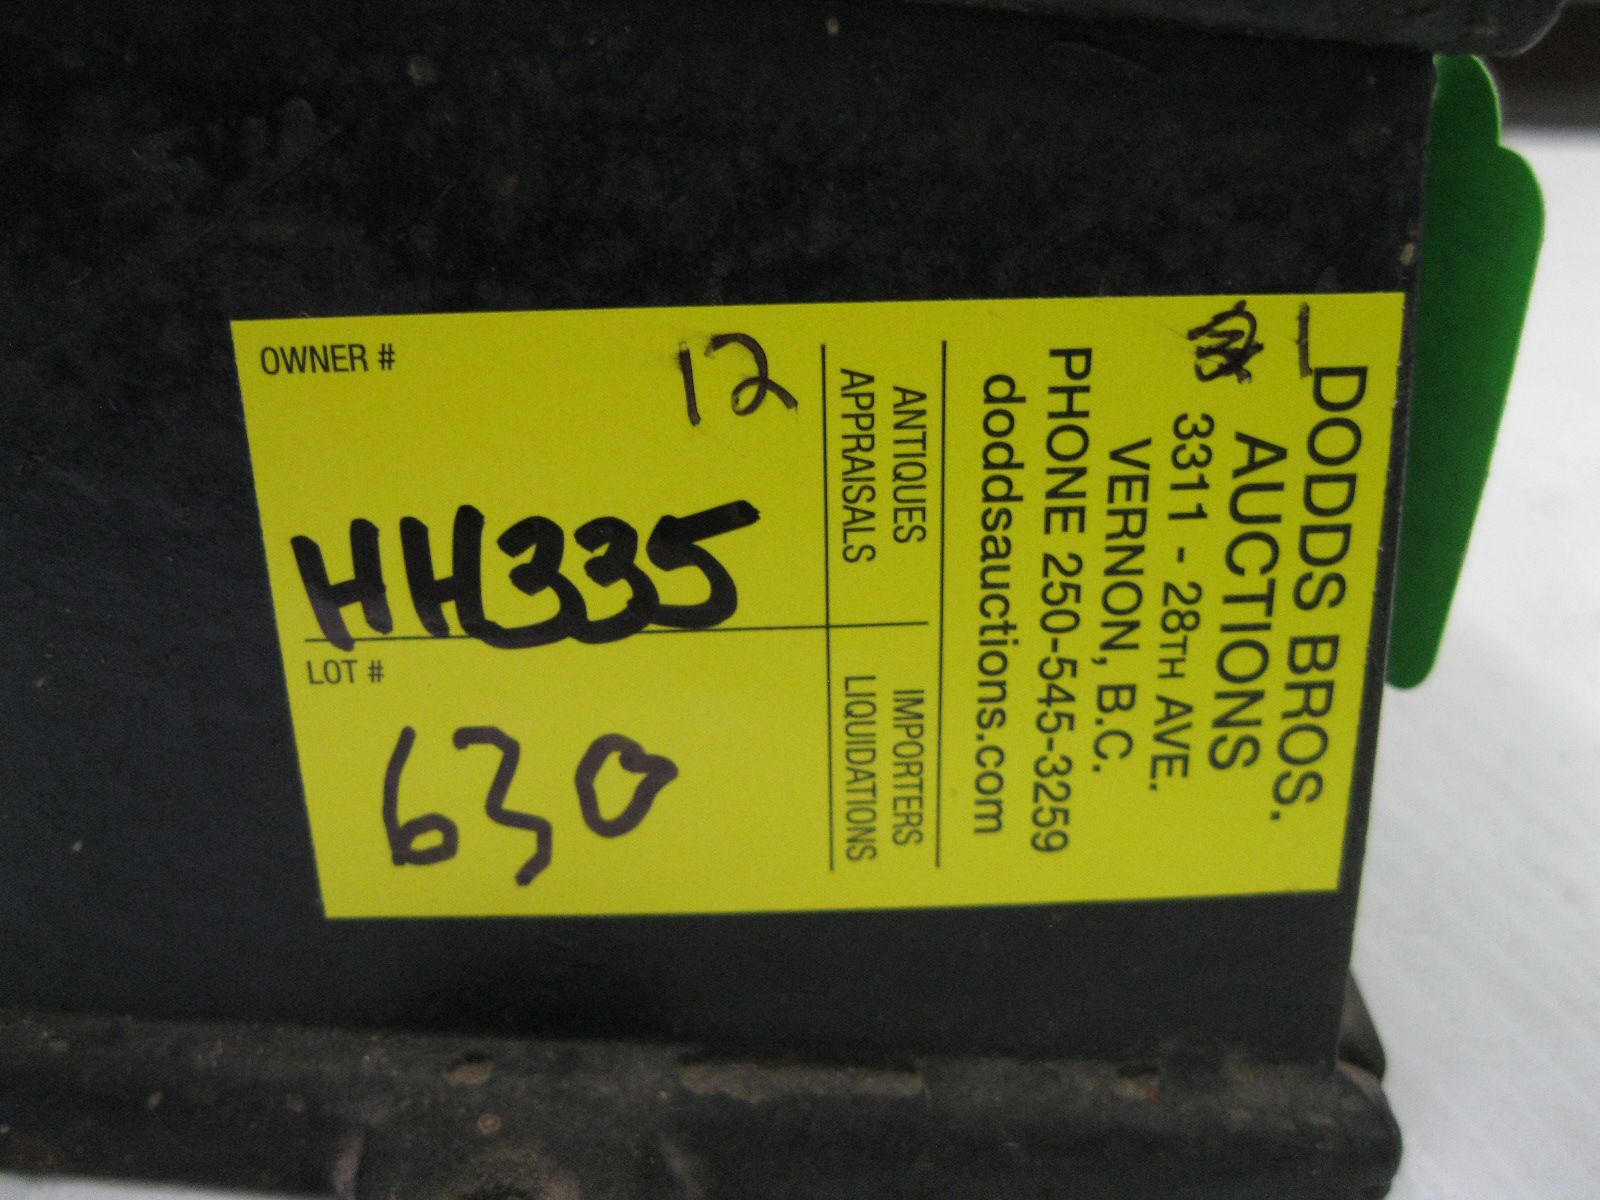 DODDS BROS.
AUCTIONS
3311 - 28TH AVE.
VERNON, B.C.
PHONE 250-545-3259
doddsauctions.com
ANTIQUES IMPORTERS
APPRAISALS LIQUIDATIONS
OWNER #
12
HH335
LOT #
630